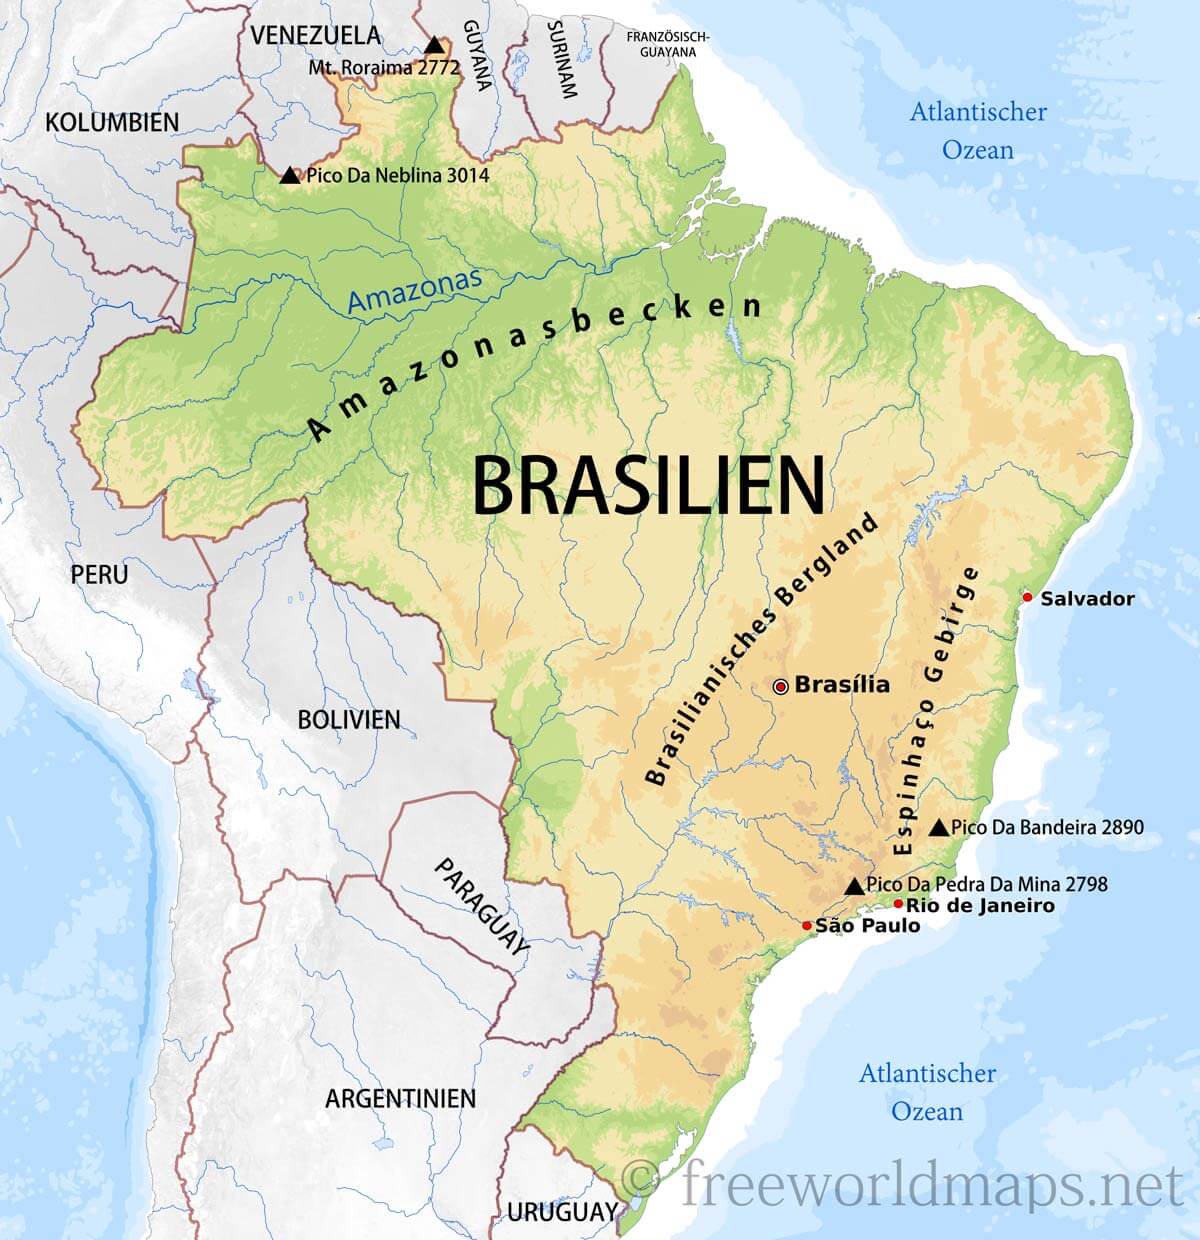 VENEZUELA
Mt. Roraima 2772
GUYANA
SURINAM
FRANZÖSISCH-
GUAYANA
KOLUMBIEN
Atlantischer
Ozean
Pico Da Neblina 3014
Amazonas
Amazonasbecken
BRASILIEN
PERU
Brasilianisches Bergland
Espinhaço Gebirge
Salvador
Brasília
BOLIVIEN
Pico Da Bandeira 2890
PARAGUAY
Pico Da Pedra Da Mina 2798
Rio de Janeiro
São Paulo
ARGENTINIEN
Atlantischer
Ozean
© freeworldmaps.net
URUGUAY